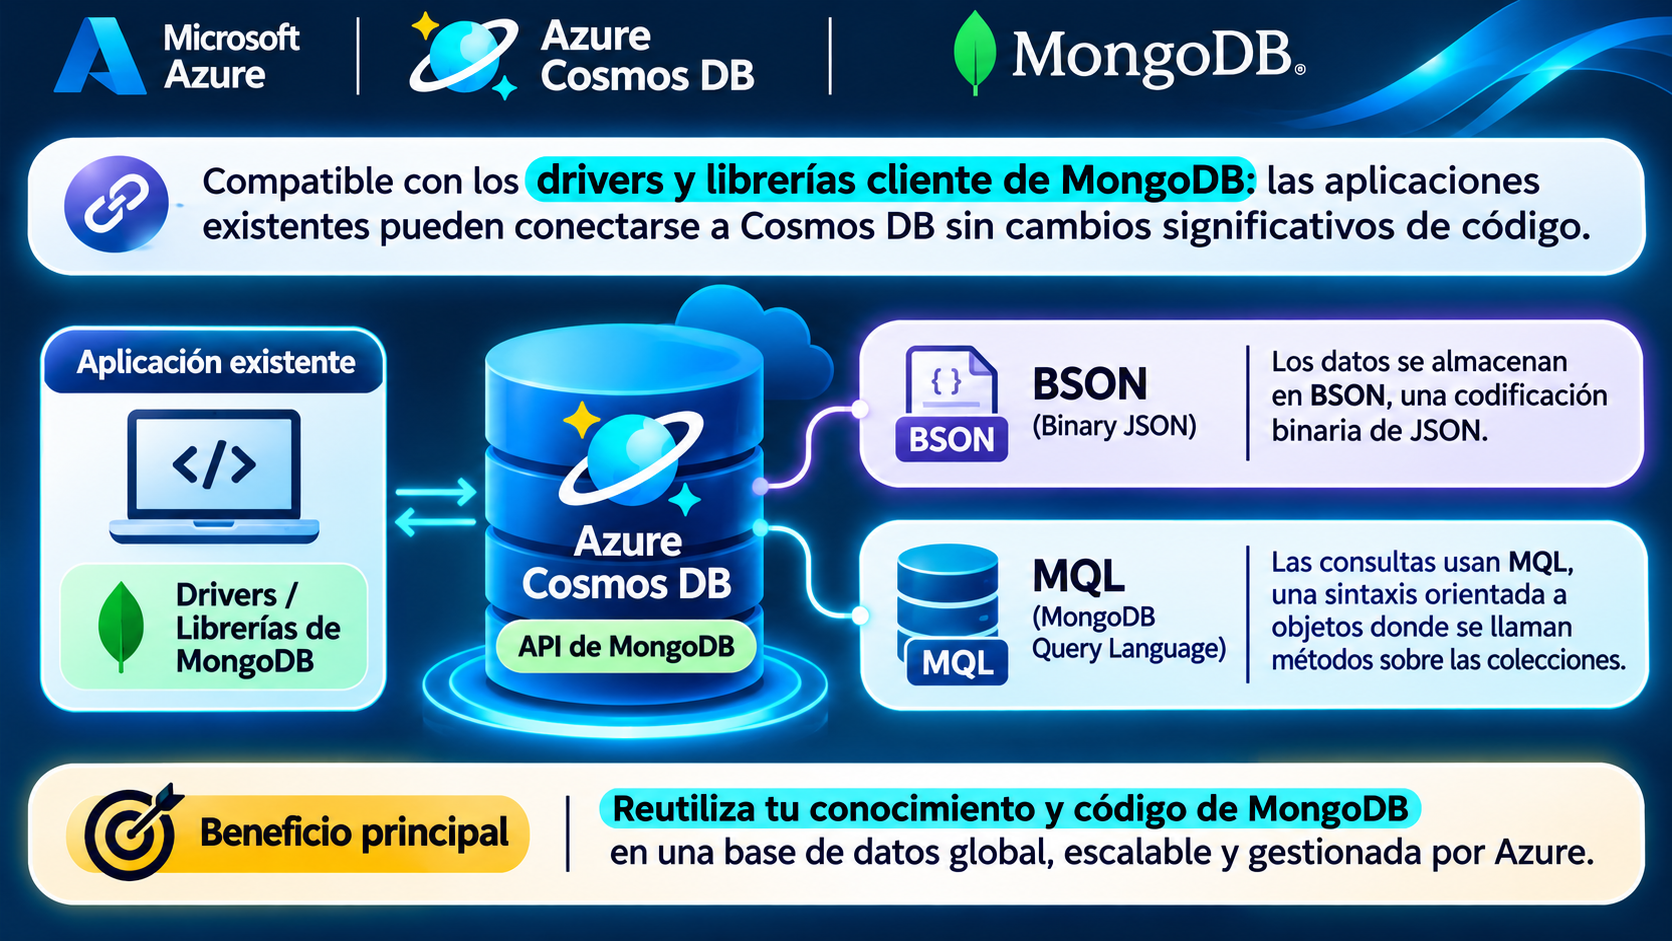 Microsoft
Azure
Azure
Cosmos DB
MongoDB®
Compatible con los drivers y librerías cliente de MongoDB: las aplicaciones
existentes pueden conectarse a Cosmos DB sin cambios significativos de código.
Aplicación existente
</>
Drivers /
Librerías de
MongoDB
Azure
Cosmos DB
API de MongoDB
{ }
BSON
BSON
(Binary JSON)
Los datos se almacenan
en BSON, una codificación
binaria de JSON.
MQL
MQL
(MongoDB
Query Language)
Las consultas usan MQL,
una sintaxis orientada a
objetos donde se llaman
métodos sobre las colecciones.
Beneficio principal
Reutiliza tu conocimiento y código de MongoDB
en una base de datos global, escalable y gestionada por Azure.